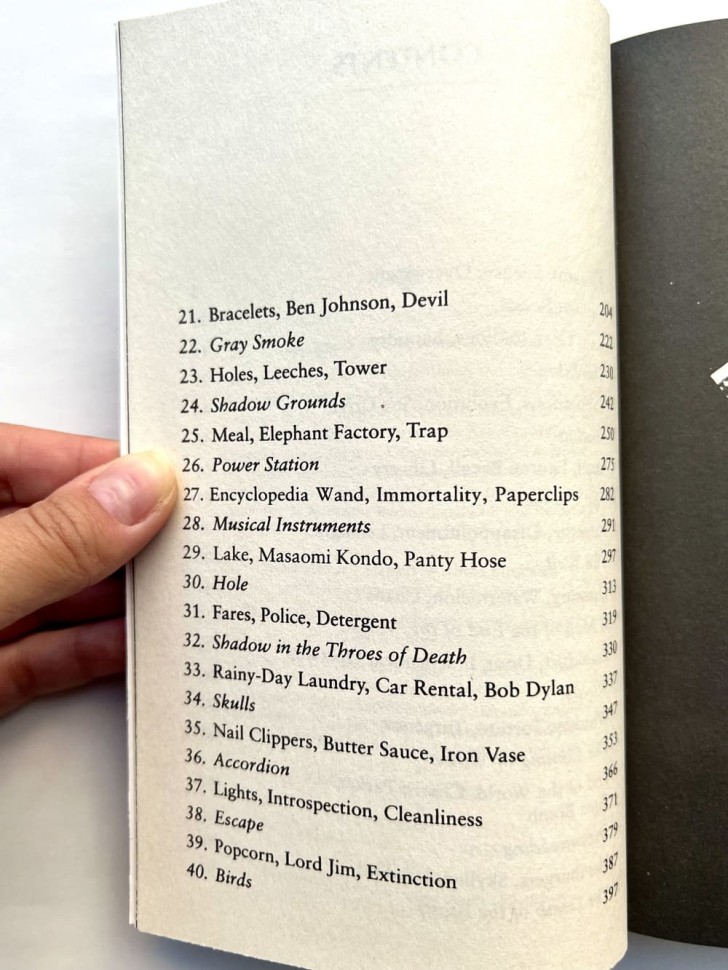 21. Bracelets, Ben Johnson, Devil 204
22. Gray Smoke 222
23. Holes, Leeches, Tower 230
24. Shadow Grounds 242
25. Meal, Elephant Factory, Trap 250
26. Power Station 275
27. Encyclopedia Wand, Immortality, Paperclips 282
28. Musical Instruments 291
29. Lake, Masaomi Kondo, Panty Hose 297
30. Hole 313
31. Fares, Police, Detergent 319
32. Shadow in the Throes of Death 330
33. Rainy-Day Laundry, Car Rental, Bob Dylan 337
34. Skulls 347
35. Nail Clippers, Butter Sauce, Iron Vase 353
36. Accordion 366
37. Lights, Introspection, Cleanliness 371
38. Escape 379
39. Popcorn, Lord Jim, Extinction 387
40. Birds 397